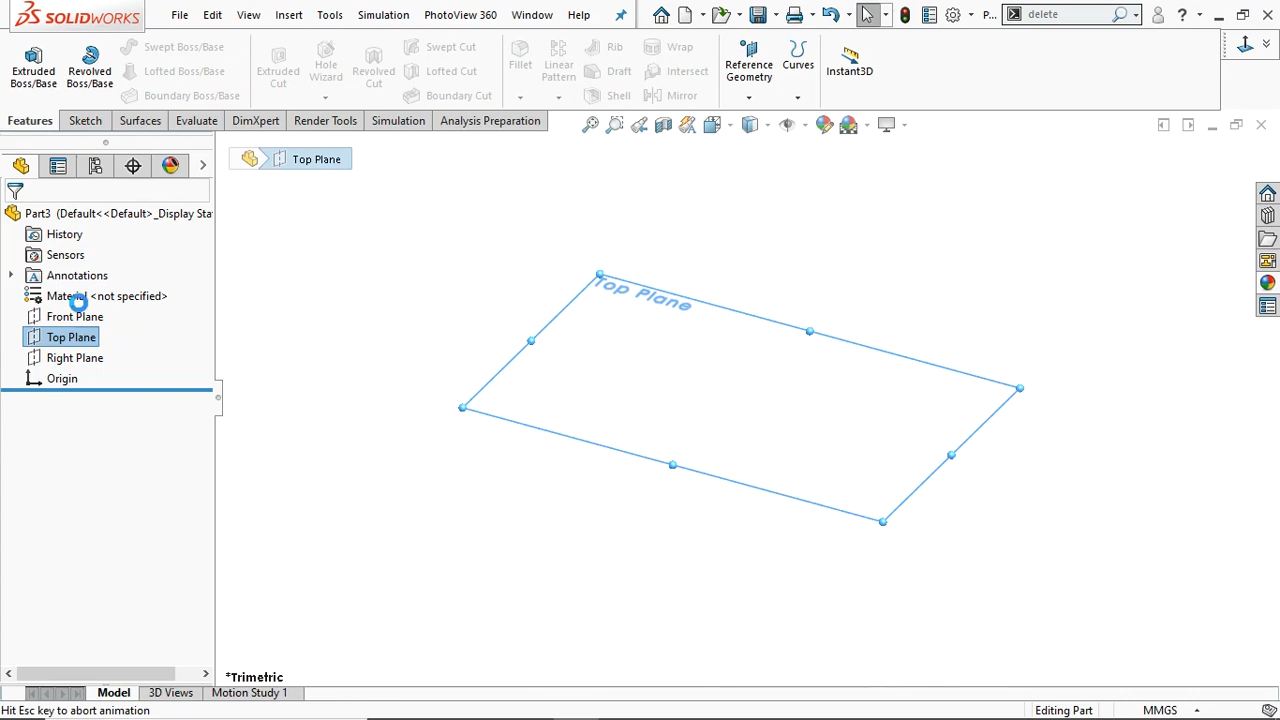 SOLIDWORKS File Edit View Insert Tools Simulation PhotoView 360 Window Help P... delete ?
Extruded Boss/Base
Revolved Boss/Base
Swept Boss/Base
Lofted Boss/Base
Boundary Boss/Base
Extruded Cut
Hole Wizard
Revolved Cut
Swept Cut
Lofted Cut
Boundary Cut
Fillet
Linear Pattern
Rib
Draft
Shell
Wrap
Intersect
Mirror
Reference Geometry
Curves
Instant3D
Features Sketch Surfaces Evaluate DimXpert Render Tools Simulation Analysis Preparation
Top Plane
Part3 (Default<<Default>_Display Sta
History
Sensors
Annotations
Material <not specified>
Front Plane
Top Plane
Right Plane
Origin
Top Plane
*Trimetric
Model 3D Views Motion Study 1
Hit Esc key to abort animation Editing Part MMGS